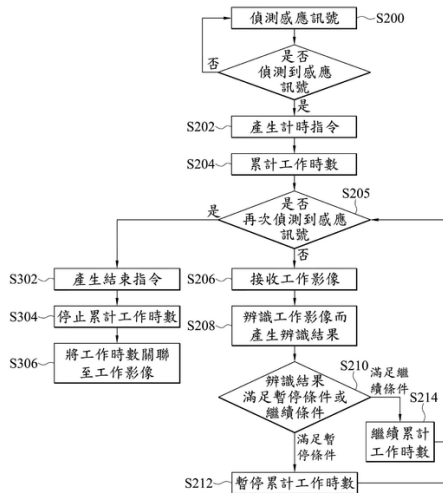 偵測感應訊號
S200
是否
偵測到感應
訊號
否
是
S202
產生計時指令
S204
累計工作時數
S205
是否
再次偵測到感應
訊號
是
否
S302
產生結束指令
S206
接收工作影像
S304
停止累計工作時數
S208
辨識工作影像而
產生辨識結果
S306
將工作時數關聯
至工作影像
S210
辨識結果
滿足暫停條件或
繼續條件
滿足繼
續條件
S214
繼續累計
工作時數
滿足暫
停條件
S212
暫停累計工作時數